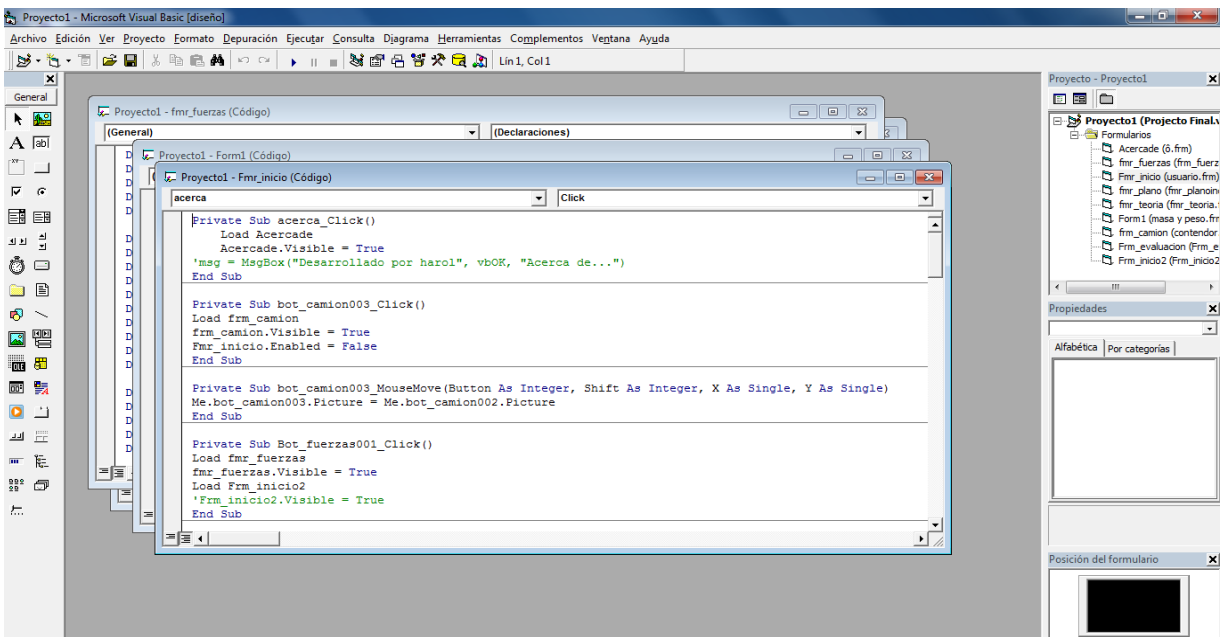 Proyecto1 - Microsoft Visual Basic [diseño]
Archivo Edición Ver Proyecto Formato Depuración Ejecutar Consulta Diagrama Herramientas Complementos Ventana Ayuda
Lín 1, Col 1
General
Proyecto1 - fmr_fuerzas (Código)
(General) (Declaraciones)
Proyecto1 - Form1 (Código)
Proyecto1 - Fmr_inicio (Código)
acerca Click
Private Sub acerca_Click()
Load Acercade
Acercade.Visible = True
'msg = MsgBox("Desarrollado por harol", vbOK, "Acerca de...")
End Sub
Private Sub bot_camion003_Click()
Load frm_camion
frm_camion.Visible = True
Fmr_inicio.Enabled = False
End Sub
Private Sub bot_camion003_MouseMove(Button As Integer, Shift As Integer, X As Single, Y As Single)
Me.bot_camion003.Picture = Me.bot_camion002.Picture
End Sub
Private Sub Bot_fuerzas001_Click()
Load fmr_fuerzas
fmr_fuerzas.Visible = True
Load Frm_inicio2
'Frm_inicio2.Visible = True
End Sub
Proyecto - Proyecto1
Proyecto1 (Projecto Final.v
Formularios
Acercade (ô.frm)
fmr_fuerzas (frm_fuerz
Fmr_inicio (usuario.frm)
fmr_plano (fmr_planoin
fmr_teoria (fmr_teoria.
Form1 (masa y peso.fr
frm_camion (contendor
Frm_evaluacion (Frm_e
Frm_inicio2 (Frm_inicio2
Propiedades
Alfabética Por categorías
Posición del formulario